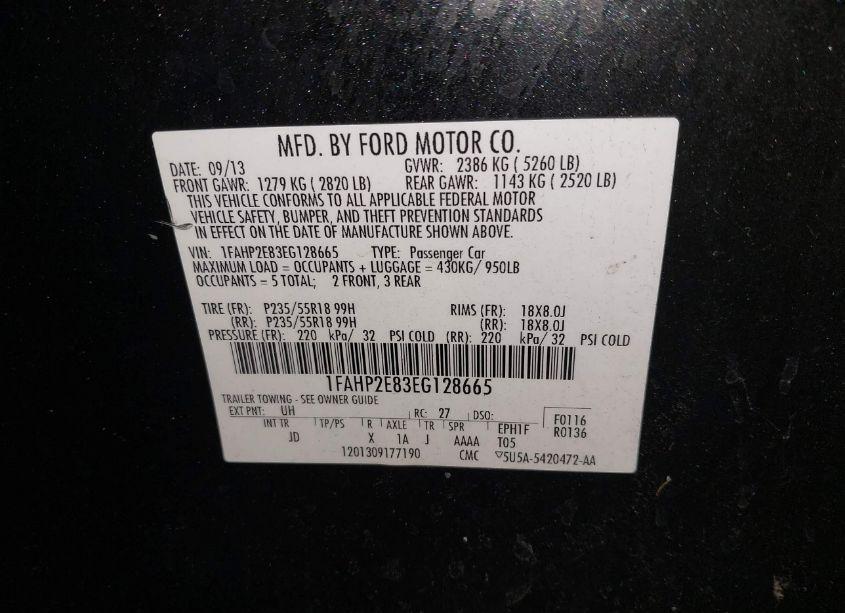 MFD. BY FORD MOTOR CO.
DATE: 09/13 GVWR: 2386 KG ( 5260 LB)
FRONT GAWR: 1279 KG ( 2820 LB) REAR GAWR: 1143 KG ( 2520 LB)
THIS VEHICLE CONFORMS TO ALL APPLICABLE FEDERAL MOTOR
VEHICLE SAFETY, BUMPER, AND THEFT PREVENTION STANDARDS
IN EFFECT ON THE DATE OF MANUFACTURE SHOWN ABOVE.
VIN: 1FAHP2E83EG128665 TYPE: Passenger Car
MAXIMUM LOAD = OCCUPANTS + LUGGAGE = 430KG/ 950LB
OCCUPANTS = 5 TOTAL; 2 FRONT, 3 REAR
TIRE (FR): P235/55R18 99H RIMS (FR): 18X8.0J
(RR): P235/55R18 99H (RR): 18X8.0J
PRESSURE (FR): 220 kPa/ 32 PSI COLD (RR): 220 kPa/ 32 PSI COLD
1FAHP2E83EG128665
TRAILER TOWING - SEE OWNER GUIDE
EXT PNT: UH RC: 27 DSO: F0116
INT TR TP/PS R AXLE TR SPR EPH1F R0136
JD X 1A J AAAA T05
1201309177190 CMC ▽5U5A-5420472-AA